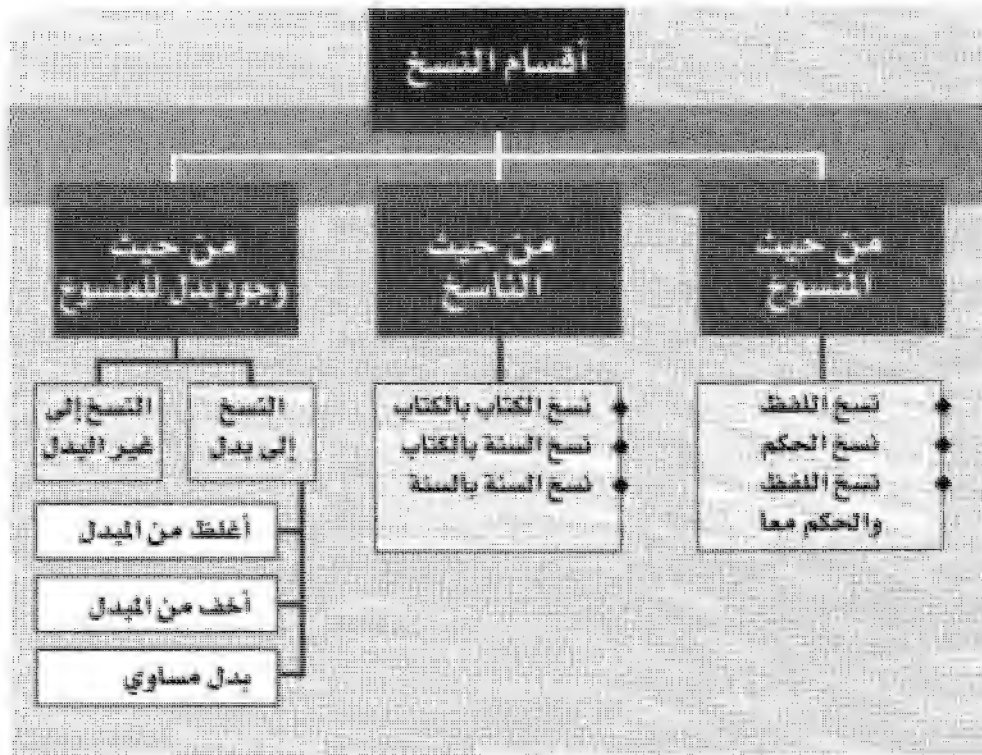 أقسام النسخ
من حيث
المنسوخ
نسخ اللفظ
نسخ الحكم
نسخ اللفظ
والحكم معاً
من حيث
الناسخ
نسخ الكتاب بالكتاب
نسخ السنة بالكتاب
نسخ السنة بالسنة
من حيث
وجود بدل للمنسوخ
النسخ
إلى بدل
أغلظ من المبدل
أخف من المبدل
بدل مساوي
النسخ إلى
غير البدل